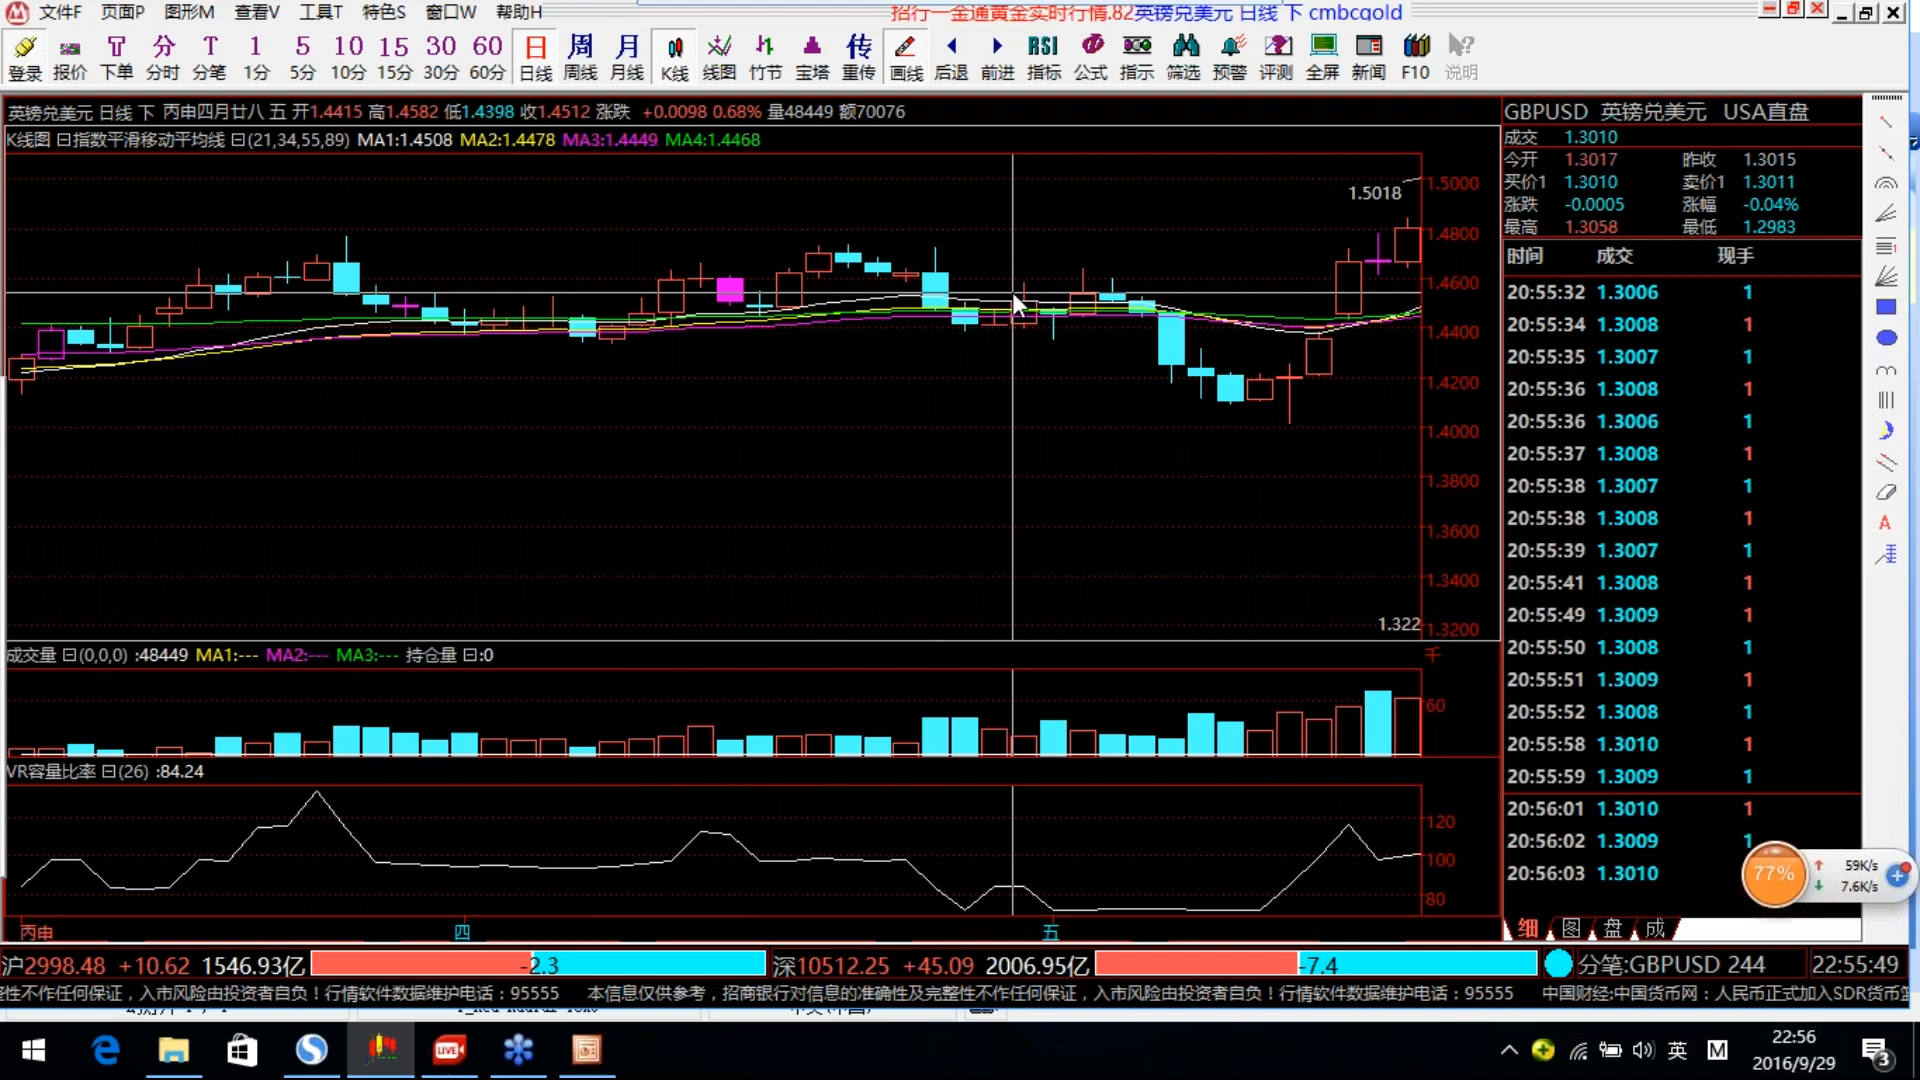 文件F 页面P 图形M 查看V 工具T 特色S 窗口W 帮助H
招行一金通黄金实时行情.82英镑兑美元 日线 下 cmbcgold
T 分 T 1 5 10 15 30 60 日 周 月 传 RSI
登录 报价 下单 分时 分笔 1分 5分 10分 15分 30分 60分 日线 周线 月线 K线 线图 竹节 宝塔 重传 画线 后退 前进 指标 公式 指示 筛选 预警 评测 全屏 新闻 F10 说明
英镑兑美元 日线 下 丙申四月廿八 五 开1.4415 高1.4582 低1.4398 收1.4512 涨跌 +0.0098 0.68% 量48449 额70076
K线图 日指数平滑移动平均线 日(21,34,55,89) MA1:1.4508 MA2:1.4478 MA3:1.4449 MA4:1.4468
1.5018
1.5000
1.4800
1.4600
1.4400
1.4200
1.4000
1.3800
1.3600
1.3400
1.322
1.3200
成交量 日(0,0,0) :48449 MA1:--- MA2:--- MA3:--- 持仓量 日:0
千
60
VR容量比率 日(26) :84.24
120
100
80
丙申 四 五
GBPUSD 英镑兑美元 USA直盘
成交 1.3010
今开 1.3017 昨收 1.3015
买价1 1.3010 卖价1 1.3011
涨跌 -0.0005 涨幅 -0.04%
最高 1.3058 最低 1.2983
时间 成交 现手
20:55:32 1.3006 1
20:55:34 1.3008 1
20:55:35 1.3007 1
20:55:36 1.3008 1
20:55:36 1.3006 1
20:55:37 1.3008 1
20:55:38 1.3007 1
20:55:38 1.3008 1
20:55:39 1.3007 1
20:55:41 1.3008 1
20:55:49 1.3009 1
20:55:50 1.3008 1
20:55:51 1.3009 1
20:55:52 1.3008 1
20:55:58 1.3010 1
20:55:59 1.3009 1
20:56:01 1.3010 1
20:56:02 1.3009 1
20:56:03 1.3010
77% 59K/s
7.6K/s
细 图 盘 成
A
沪2998.48 +10.62 1546.93亿 -2.3 深10512.25 +45.09 2006.95亿 -7.4 分笔:GBPUSD 244 22:55:49
整性不作任何保证，入市风险由投资者自负！行情软件数据维护电话：95555 本信息仅供参考，招商银行对信息的准确性及完整性不作任何保证，入市风险由投资者自负！行情软件数据维护电话：95555 中国财经:中国货币网：人民币正式加入SDR货币篮
LIVE
英 M
22:56
2016/9/29
3